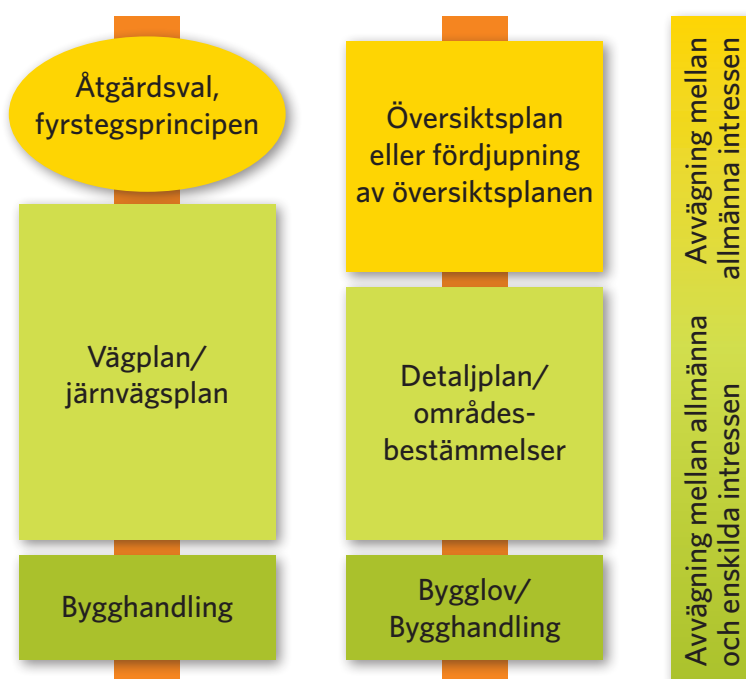 Åtgärdsval,
fyrstegsprincipen
Vägplan/
järnvägsplan
Bygghandling
Översiktsplan
eller fördjupning
av översiktsplanen
Detaljplan/
områdes-
bestämmelser
Bygglov/
Bygghandling
Avvägning mellan
allmänna intressen
Avvägning mellan allmänna
och enskilda intressen